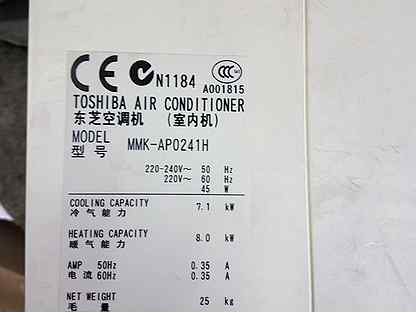 CE N1184 CCC
A001815
TOSHIBA AIR CONDITIONER
东芝空调机 (室内机)
MODEL
型号 MMK-AP0241H
220-240V~ 50 Hz
220V~ 60 Hz
45 W
COOLING CAPACITY
冷气能力 7.1 kW
HEATING CAPACITY
暖气能力 8.0 kW
AMP 50Hz 0.35 A
电流 60Hz 0.35 A
NET WEIGHT
毛量 25 kg